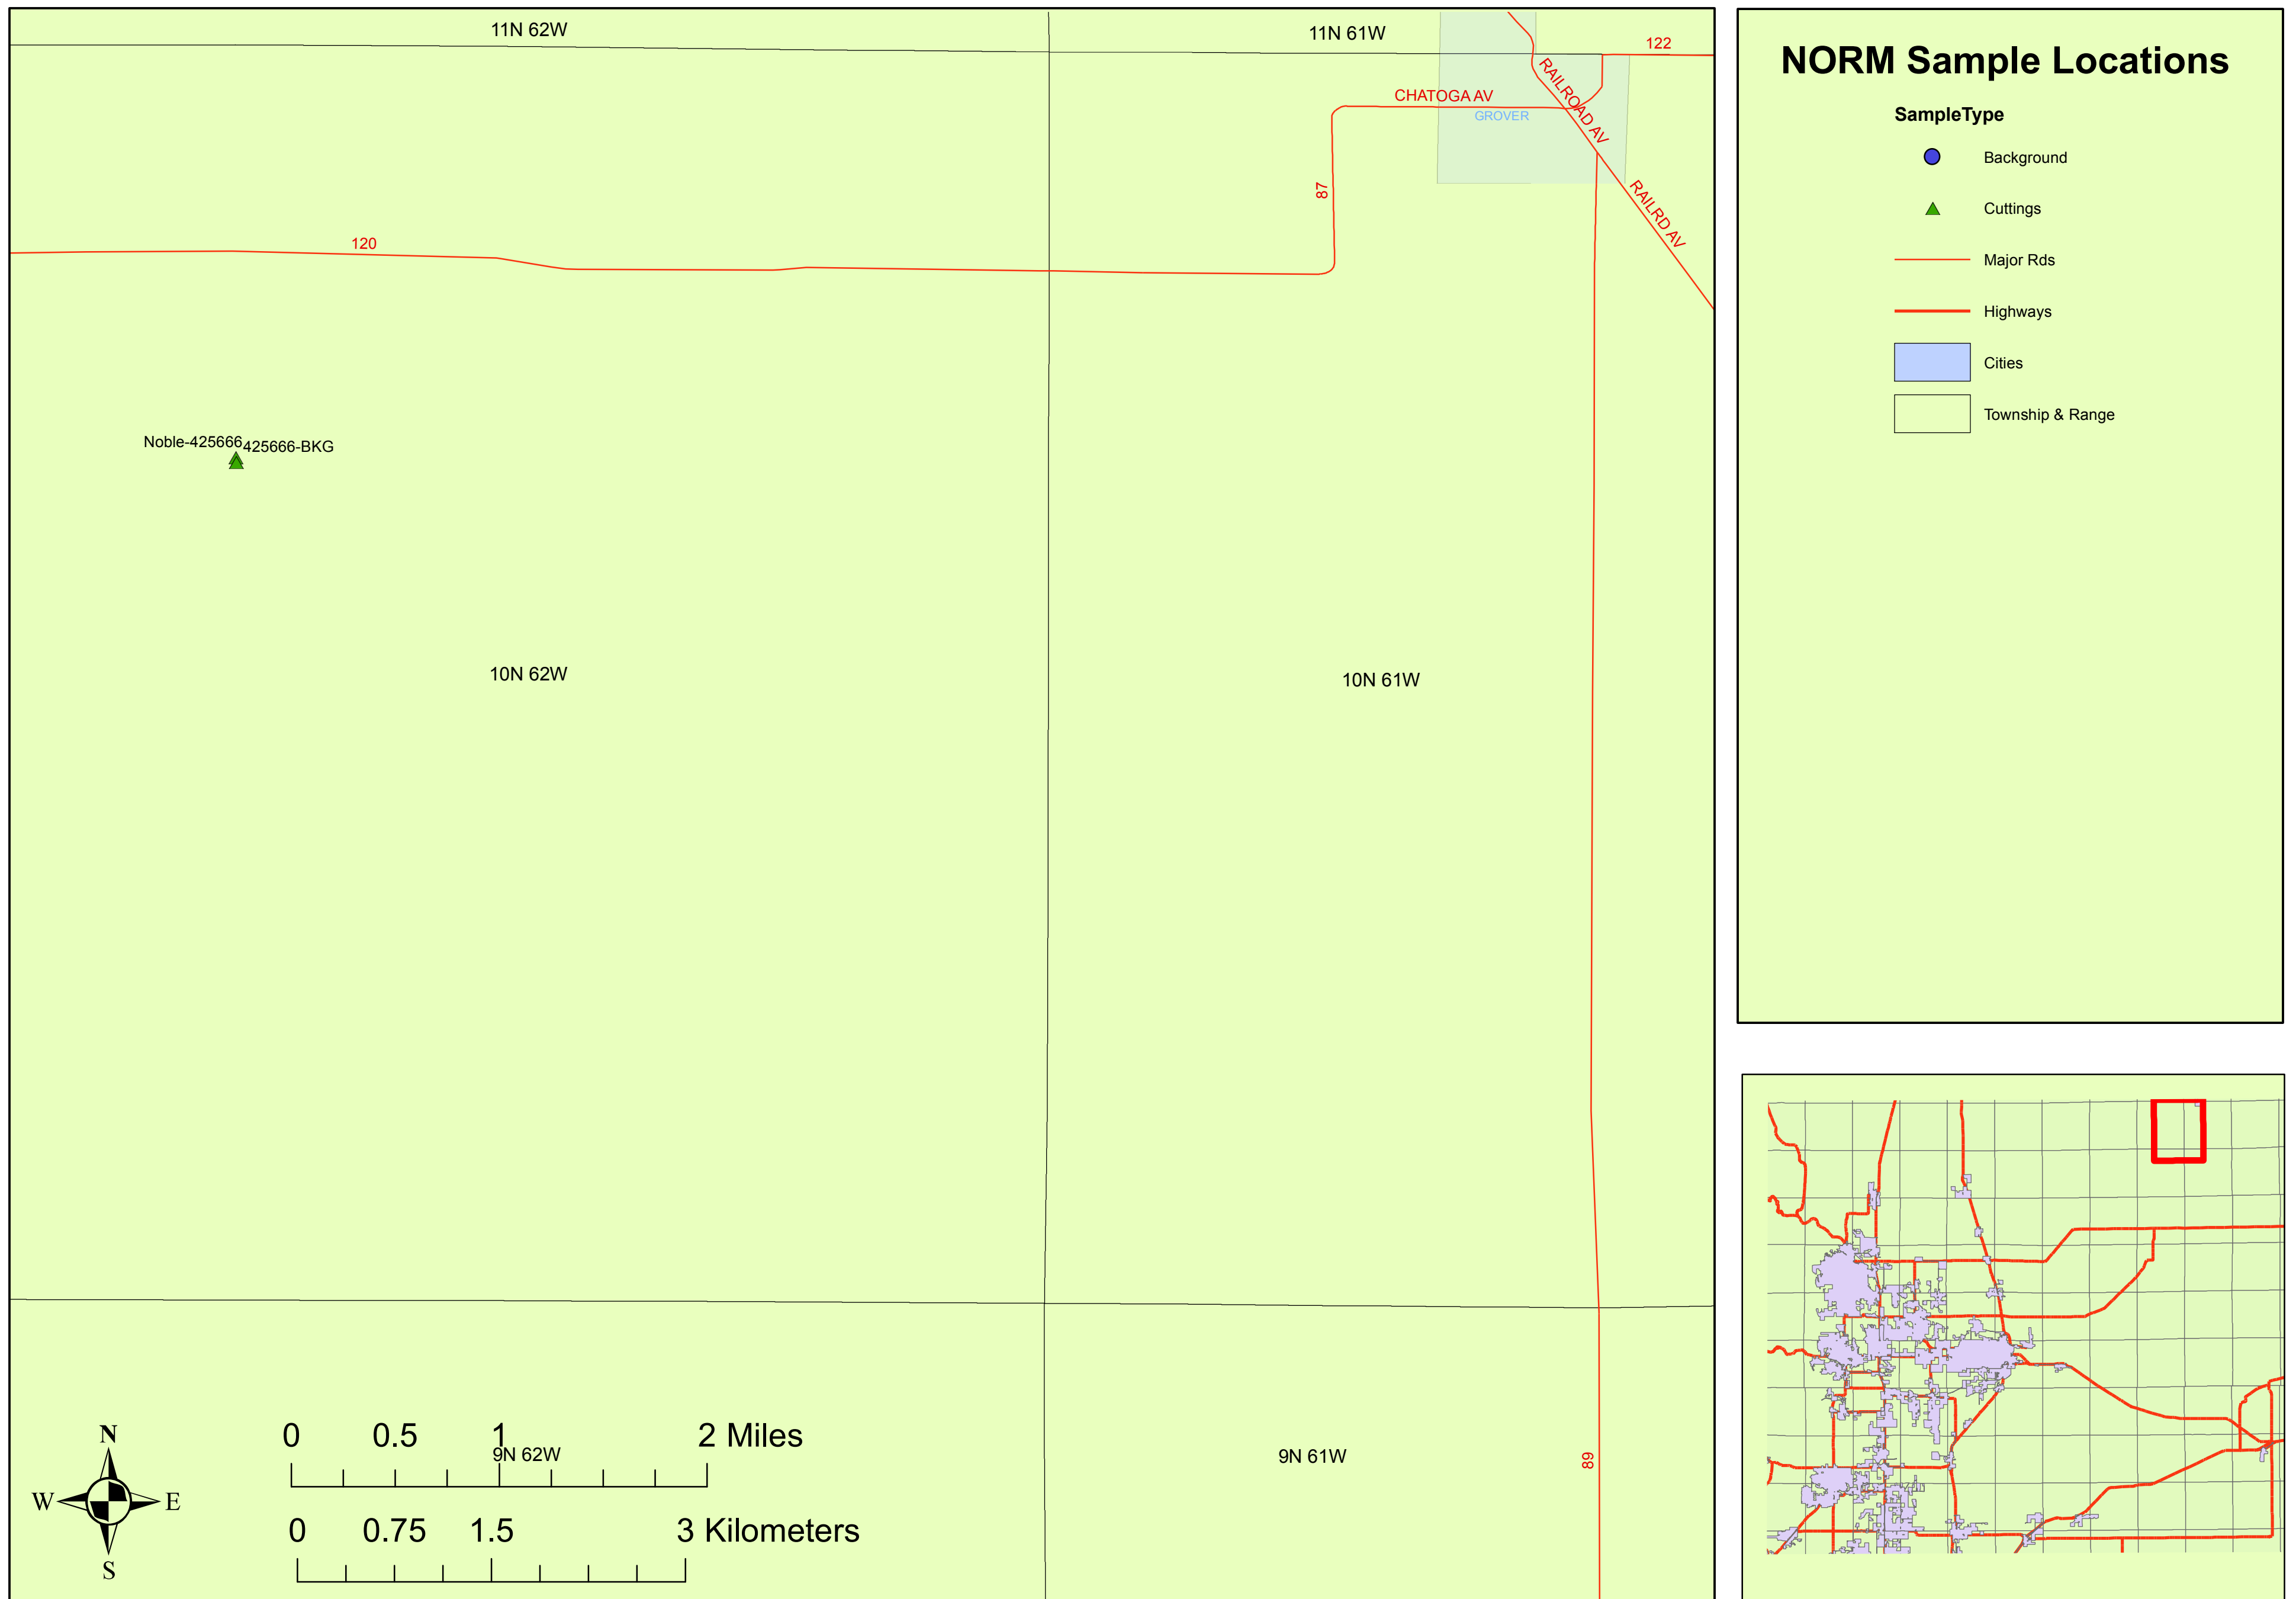 11N 62W
11N 61W
122
RAILROAD AV
CHATOGA AV
GROVER
87
RAILRD AV
120
Noble-425666
425666-BKG
10N 62W
10N 61W
0 0.5 1 2 Miles
9N 62W
9N 61W
89
N
W E
S
0 0.75 1.5 3 Kilometers
NORM Sample Locations
SampleType
Background
Cuttings
Major Rds
Highways
Cities
Township & Range